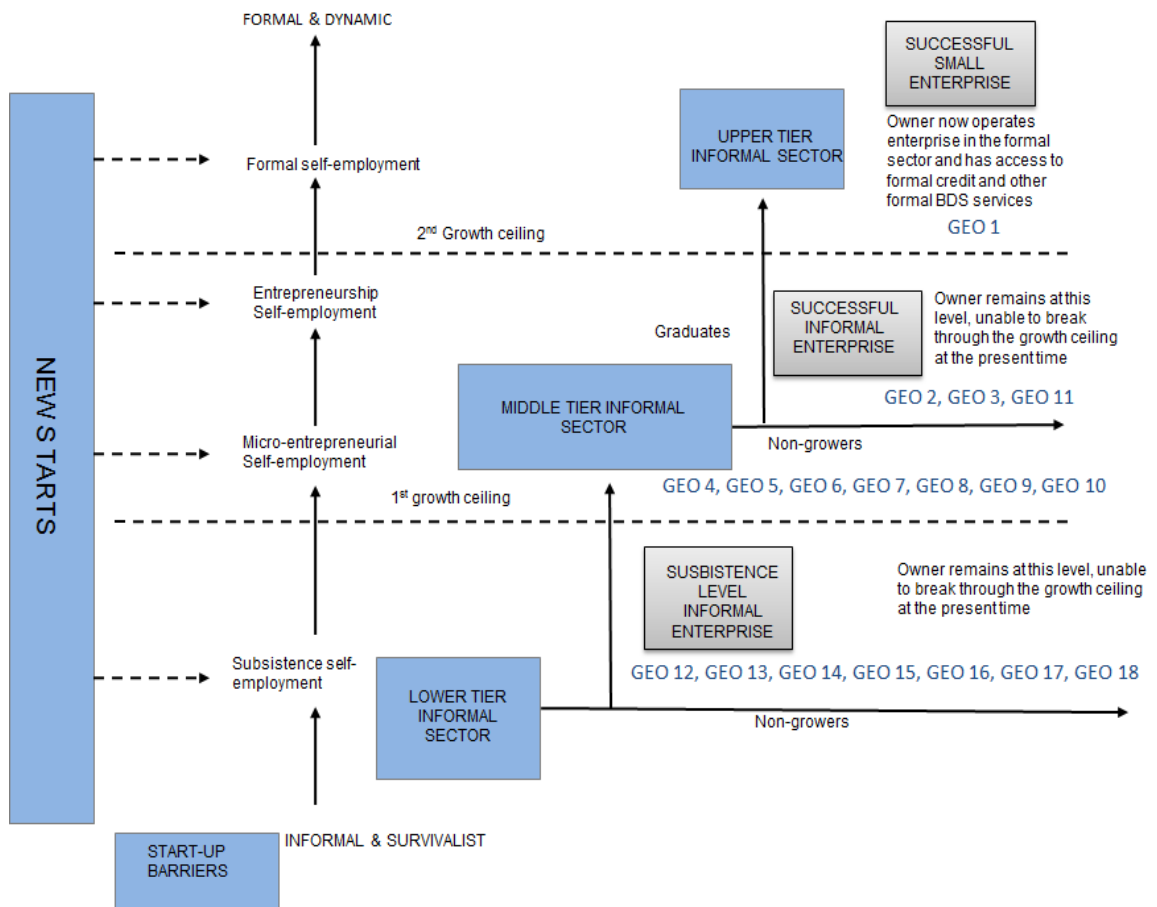 FORMAL & DYNAMIC
SUCCESSFUL
SMALL
ENTERPRISE
UPPER TIER
INFORMAL SECTOR
Owner now operates
enterprise in the formal
sector and has access to
formal credit and other
formal BDS services
GEO 1
Formal self-employment
2nd Growth ceiling
Entrepreneurship
Self-employment
Graduates
SUCCESSFUL
INFORMAL
ENTERPRISE
Owner remains at this
level, unable to break
through the growth ceiling
at the present time
GEO 2, GEO 3, GEO 11
NEW STARTS
MIDDLE TIER INFORMAL
SECTOR
Non-growers
Micro-entrepreneurial
Self-employment
GEO 4, GEO 5, GEO 6, GEO 7, GEO 8, GEO 9, GEO 10
1st growth ceiling
SUSBISTENCE
LEVEL
INFORMAL
ENTERPRISE
Owner remains at this level, unable
to break through the growth ceiling
at the present time
Subsistence self-
employment
GEO 12, GEO 13, GEO 14, GEO 15, GEO 16, GEO 17, GEO 18
LOWER TIER
INFORMAL
SECTOR
Non-growers
INFORMAL & SURVIVALIST
START-UP
BARRIERS